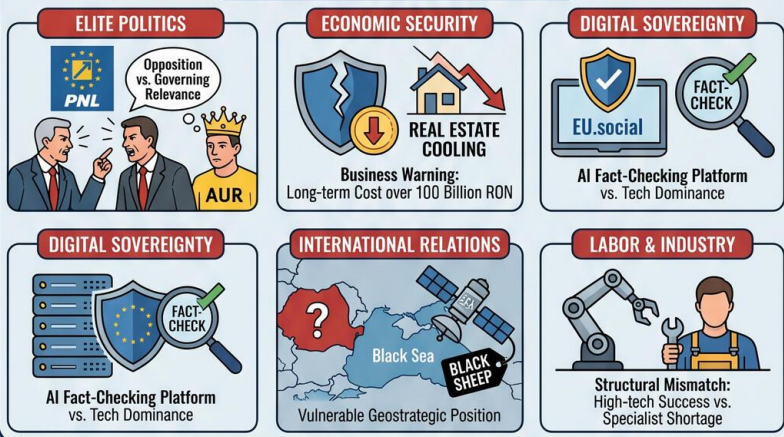 ELITE POLITICS
PNL
Opposition
vs. Governing
Relevance
AUR
ECONOMIC SECURITY
REAL ESTATE
COOLING
Business Warning:
Long-term Cost over 100 Billion RON
DIGITAL SOVEREIGNTY
EU.social
FACT-
CHECK
AI Fact-Checking Platform
vs. Tech Dominance
DIGITAL SOVEREIGNTY
FACT-
CHECK
AI Fact-Checking Platform
vs. Tech Dominance
INTERNATIONAL RELATIONS
?
Black Sea
BLACK
SHEEP
Vulnerable Geostrategic Position
LABOR & INDUSTRY
Structural Mismatch:
High-tech Success vs.
Specialist Shortage